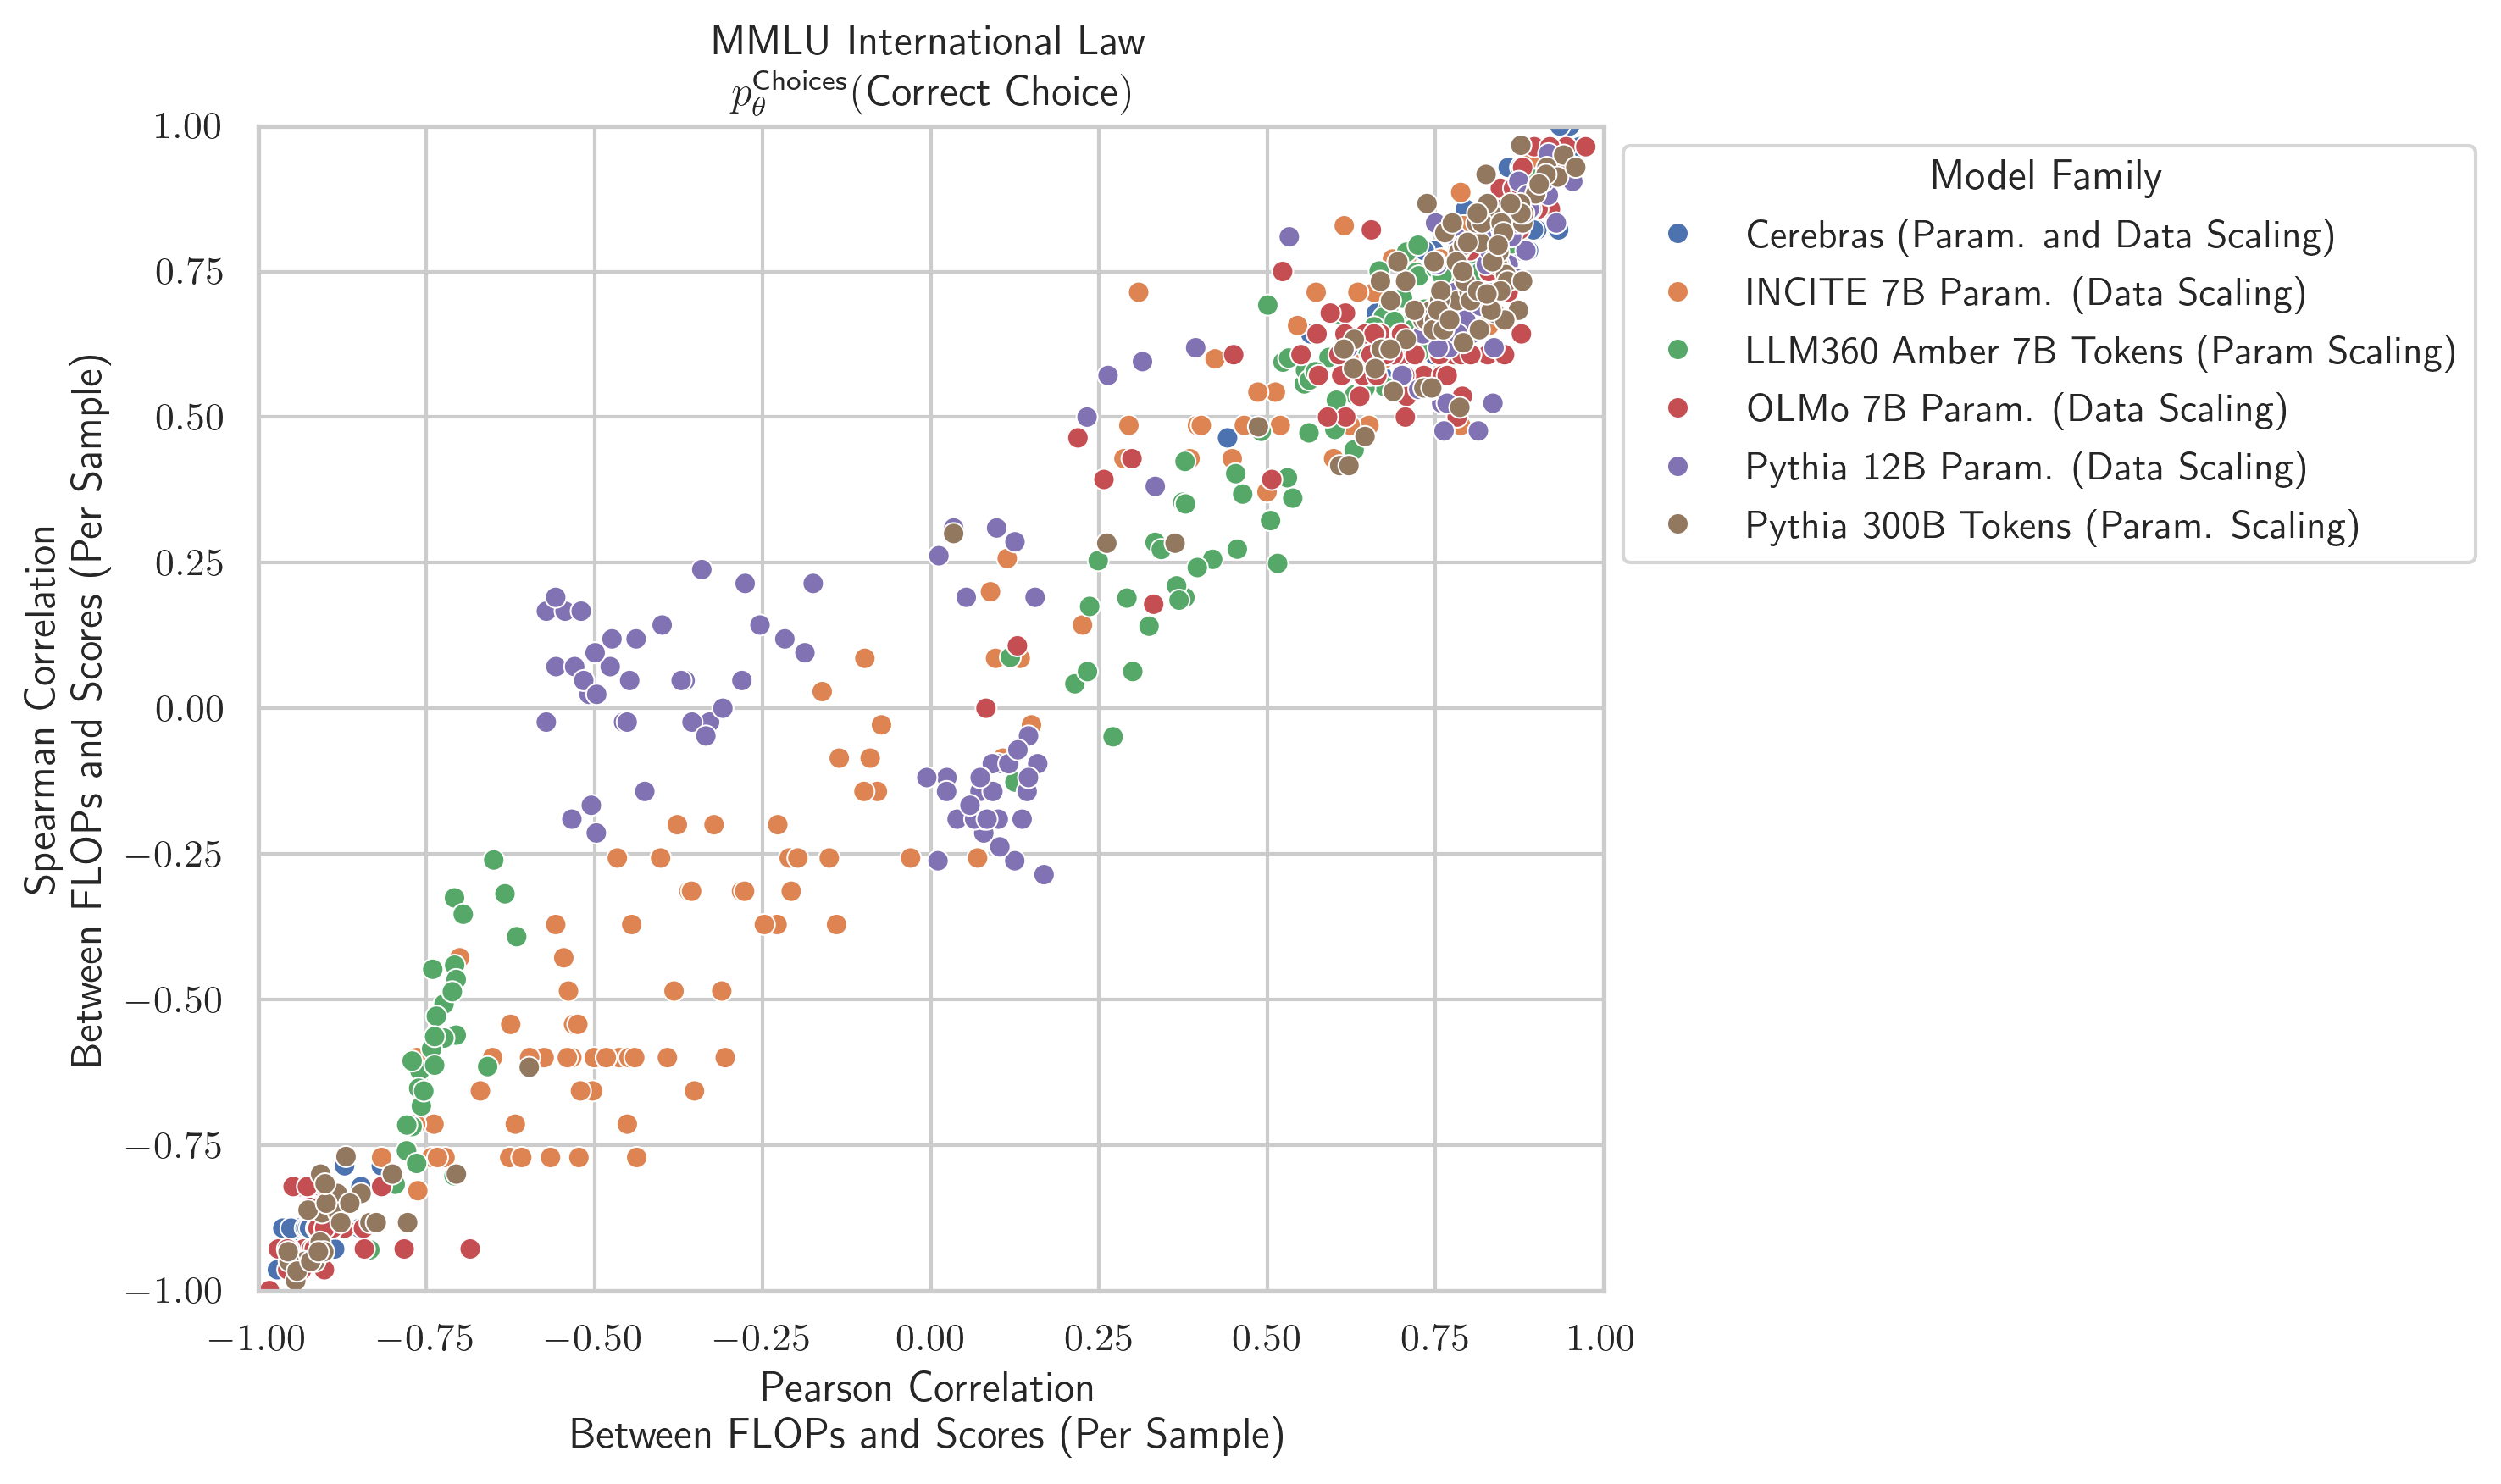 MMLU International Law
p_θ^Choices(Correct Choice)
1.00
0.75
0.50
0.25
0.00
−0.25
−0.50
−0.75
−1.00
Spearman Correlation
Between FLOPs and Scores (Per Sample)
−1.00
−0.75
−0.50
−0.25
0.00
0.25
0.50
0.75
1.00
Pearson Correlation
Between FLOPs and Scores (Per Sample)
Model Family
Cerebras (Param. and Data Scaling)
INCITE 7B Param. (Data Scaling)
LLM360 Amber 7B Tokens (Param Scaling)
OLMo 7B Param. (Data Scaling)
Pythia 12B Param. (Data Scaling)
Pythia 300B Tokens (Param. Scaling)